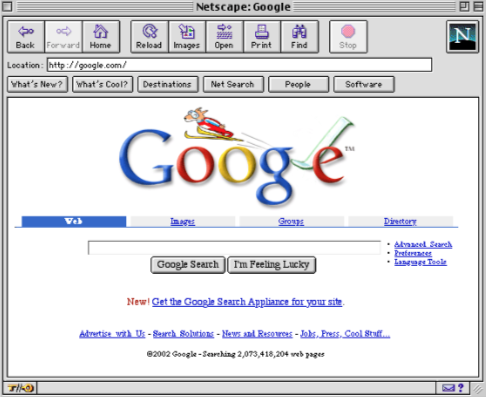 Netscape: Google
Back Forward Home Reload Images Open Print Find Stop
N
Location: http://google.com/
What's New? What's Cool? Destinations Net Search People Software
Google™
Web Images Groups Directory
Advanced Search
Preferences
Language Tools
Google Search I'm Feeling Lucky
New! Get the Google Search Appliance for your site.
Advertise with Us - Search Solutions - News and Resources - Jobs, Press, Cool Stuff...
©2002 Google - Searching 2,073,418,204 web pages
?